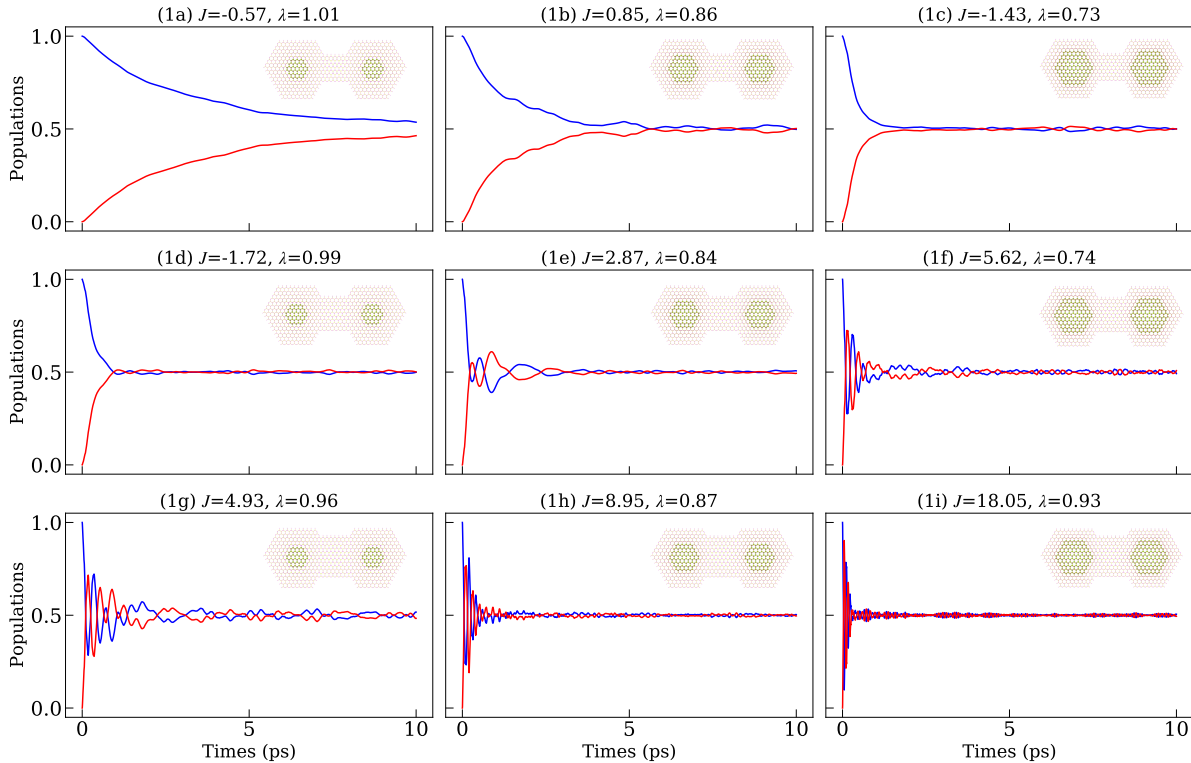 (1a) J=-0.57, λ=1.01
(1b) J=0.85, λ=0.86
(1c) J=-1.43, λ=0.73
1.0
0.5
0.0
Populations
(1d) J=-1.72, λ=0.99
(1e) J=2.87, λ=0.84
(1f) J=5.62, λ=0.74
1.0
0.5
0.0
Populations
(1g) J=4.93, λ=0.96
(1h) J=8.95, λ=0.87
(1i) J=18.05, λ=0.93
1.0
0.5
0.0
Populations
0 5 10
0 5 10
0 5 10
Times (ps)
Times (ps)
Times (ps)